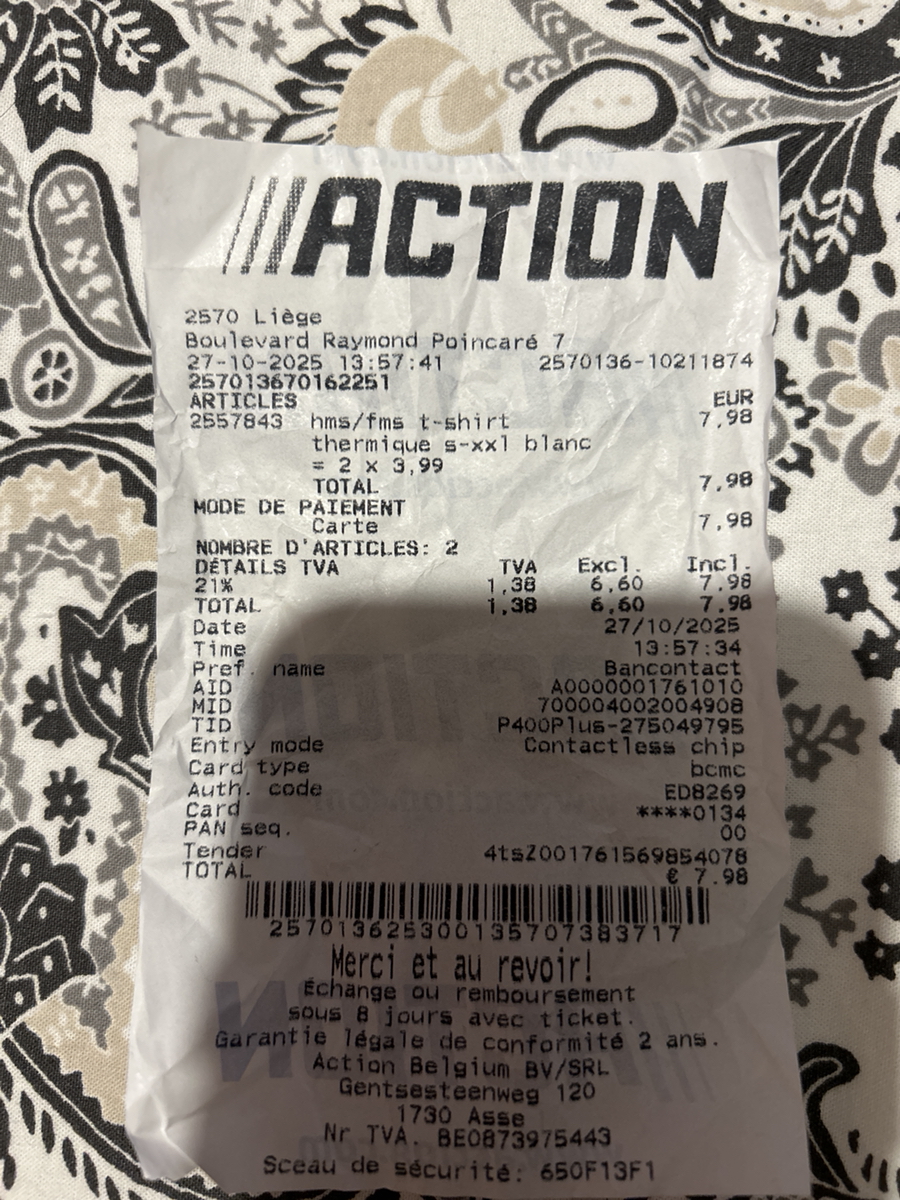 ACTION
2570 Liège
Boulevard Raymond Poincaré 7
27-10-2025 13:57:41 2570136-10211874
257013670162251
ARTICLES EUR
2557843 hms/fms t-shirt 7,98
thermique s-xxl blanc
= 2 x 3,99
TOTAL 7,98
MODE DE PAIEMENT
Carte 7,98
NOMBRE D'ARTICLES: 2
DÉTAILS TVA TVA Excl. Incl.
21% 1,38 6,60 7,98
TOTAL 1,38 6,60 7,98
Date 27/10/2025
Time 13:57:34
Pref. name Bancontact
AID A0000001761010
MID 700004002004908
TID P400Plus-275049795
Entry mode Contactless chip
Card type bcmc
Auth. code ED8269
Card ****0134
PAN seq. 00
Tender 4tsZ001761569854078
TOTAL € 7.98
257013625300135707383717
Merci et au revoir!
Échange ou remboursement
sous 8 jours avec ticket.
Garantie légale de conformité 2 ans.
Action Belgium BV/SRL
Gentsesteenweg 120
1730 Asse
Nr TVA. BE0873975443
Sceau de sécurité: 650F13F1